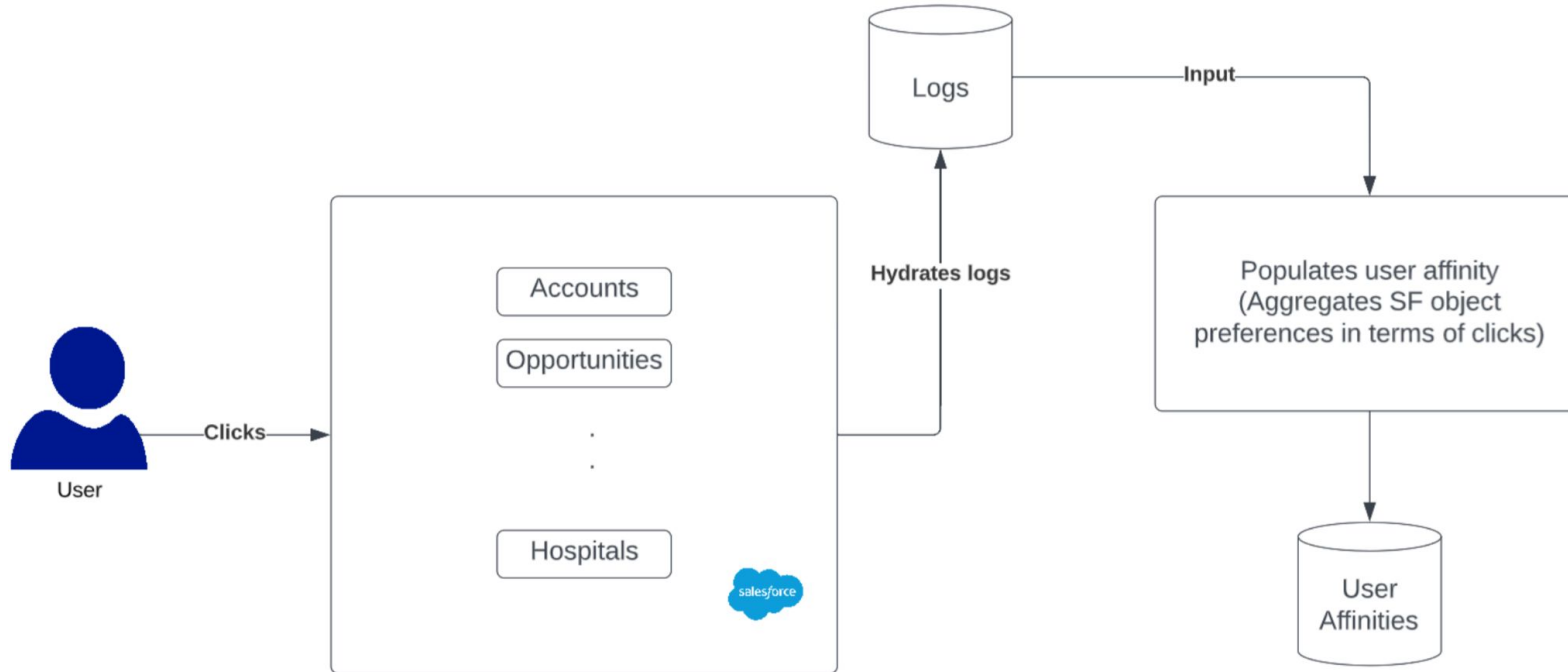 User
Clicks
Accounts
Opportunities
.
.
Hospitals
salesforce
Hydrates logs
Logs
Input
Populates user affinity
(Aggregates SF object
preferences in terms of clicks)
User
Affinities